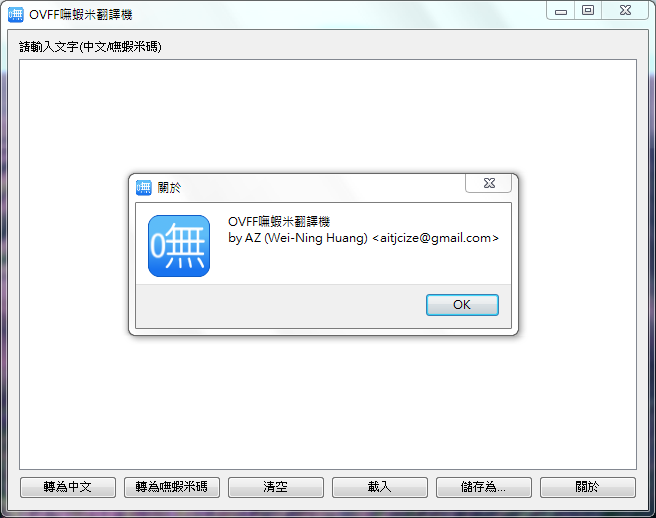 OVFF嘸蝦米翻譯機
請輸入文字(中文/嘸蝦米碼)
關於
嘸
OVFF嘸蝦米翻譯機
by AZ (Wei-Ning Huang) <aitjcize@gmail.com>
OK
轉為中文
轉為嘸蝦米碼
清空
載入
儲存為...
關於